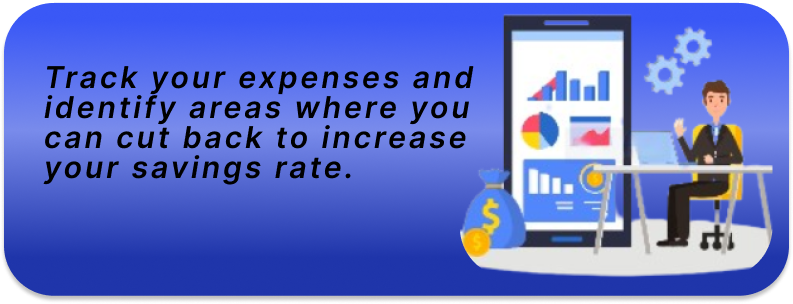 Track your expenses and
identify areas where you
can cut back to increase
your savings rate.
$
$